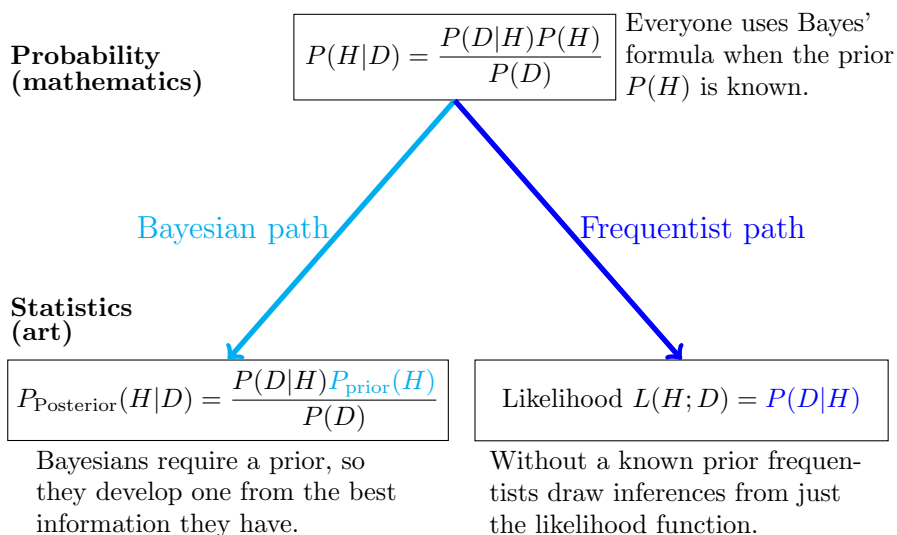 Probability
(mathematics)
P(H|D) = P(D|H)P(H) / P(D)
Everyone uses Bayes’
formula when the prior
P(H) is known.
Bayesian path
Frequentist path
Statistics
(art)
P_Posterior(H|D) = P(D|H)P_prior(H) / P(D)
Likelihood L(H; D) = P(D|H)
Bayesians require a prior, so
they develop one from the best
information they have.
Without a known prior frequen-
tists draw inferences from just
the likelihood function.